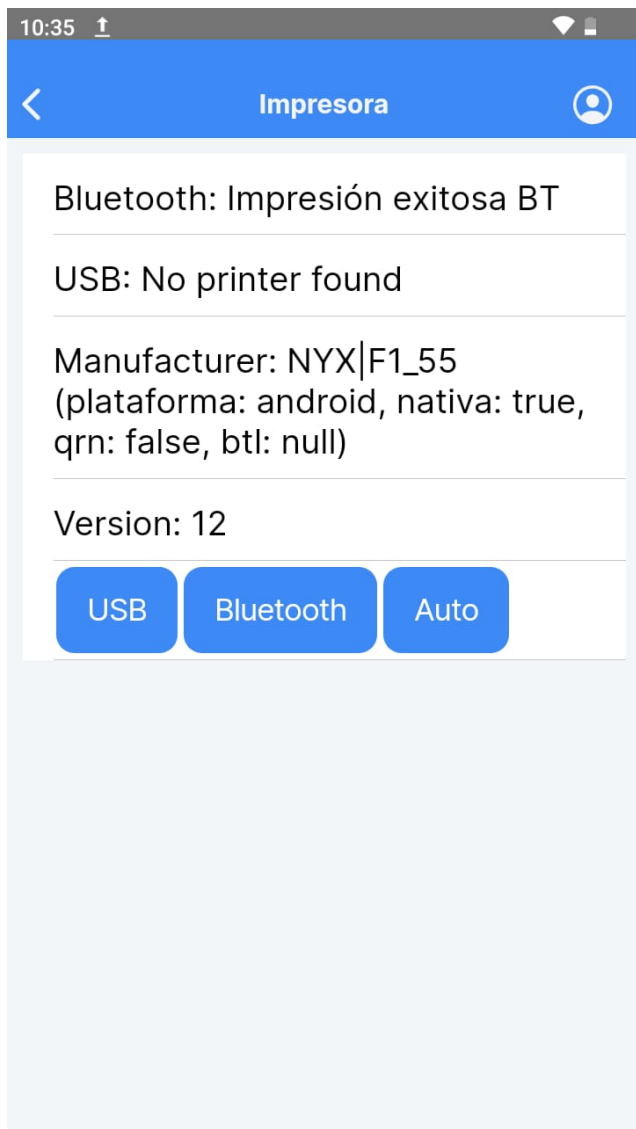 10:35
Impresora
Bluetooth: Impresión exitosa BT
USB: No printer found
Manufacturer: NYX|F1_55
(plataforma: android, nativa: true,
qrn: false, btl: null)
Version: 12
USB Bluetooth Auto